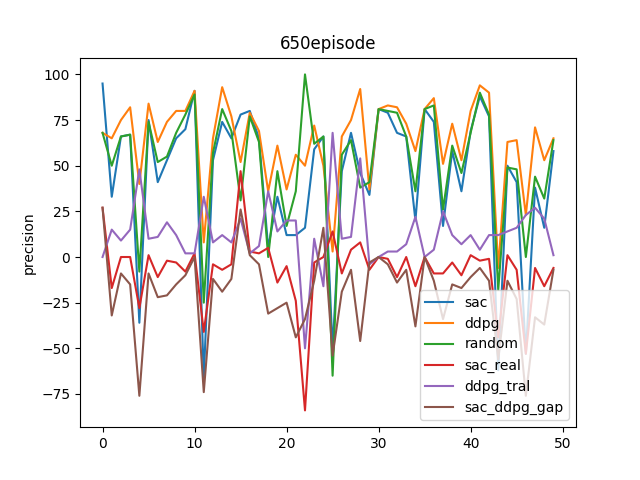 650episode
precision
100
75
50
25
0
−25
−50
−75
0
10
20
30
40
50
sac
ddpg
random
sac_real
ddpg_tral
sac_ddpg_gap